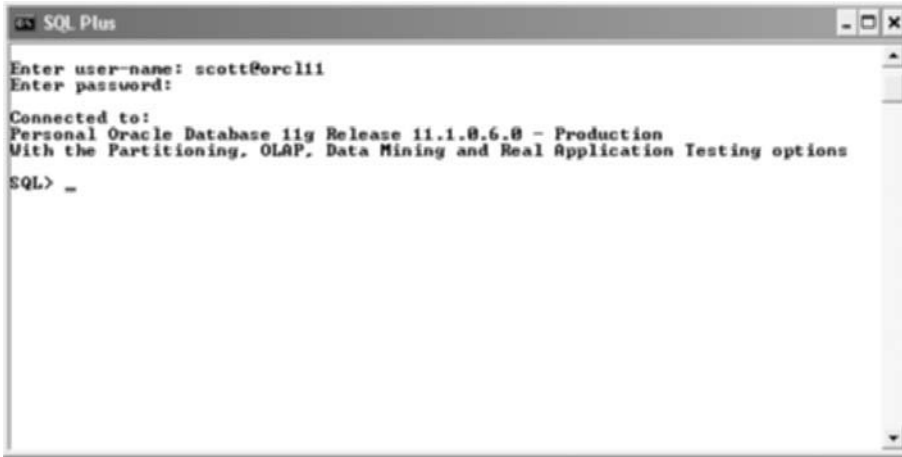 SQL Plus
Enter user-name: scott@orcl11
Enter password:
Connected to:
Personal Oracle Database 11g Release 11.1.0.6.0 - Production
With the Partitioning, OLAP, Data Mining and Real Application Testing options
SQL> _